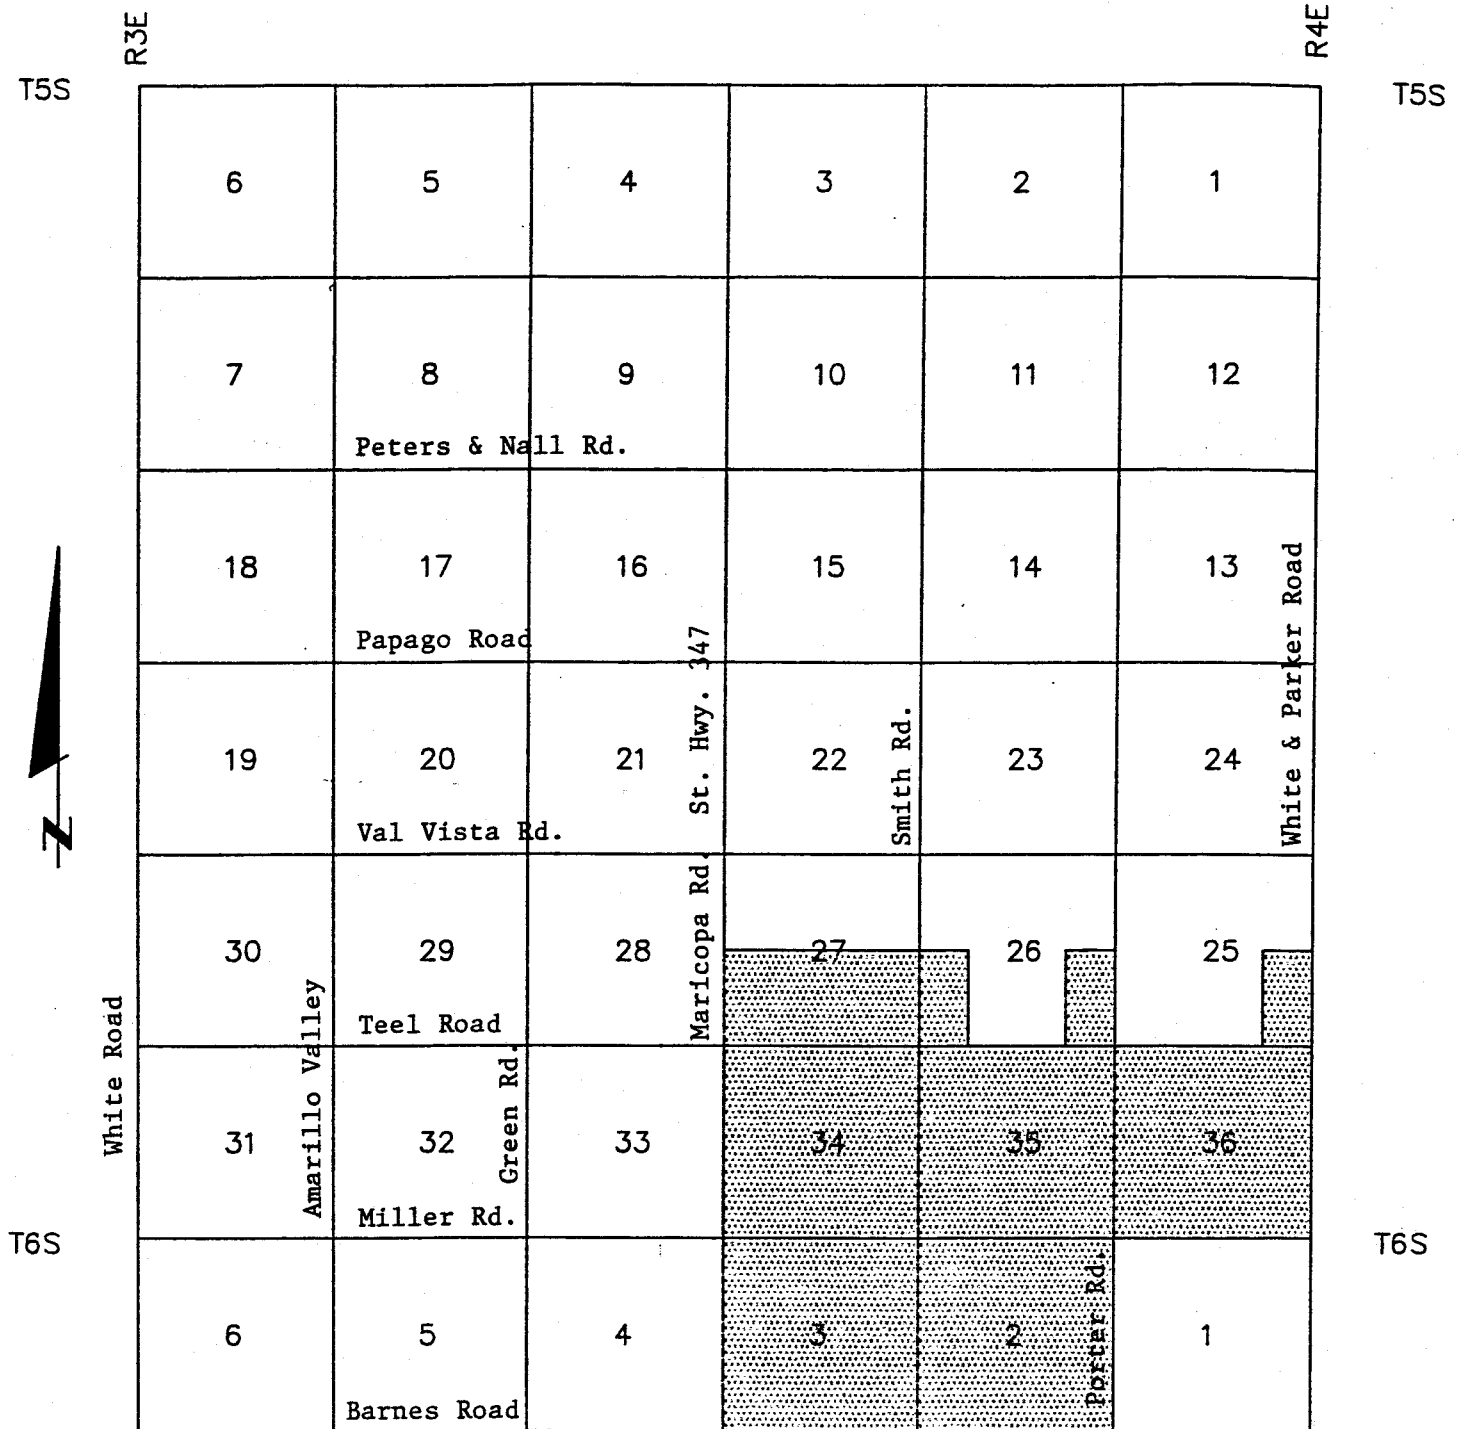 R3E
R4E
T5S
T5S
6 5 4 3 2 1
7 8 9 10 11 12
Peters & Nall Rd.
18 17 16 15 14 13
Papago Road
White & Parker Road
19 20 21 22 23 24
Smith Rd.
Val Vista Rd.
Maricopa Rd. St. Hwy. 347
Z
30 29 28 27 26 25
Teel Road
White Road
Amarillo Valley
Green Rd.
31 32 33 34 35 36
Miller Rd.
T6S
T6S
Porter Rd.
6 5 4 3 2 1
Barnes Road